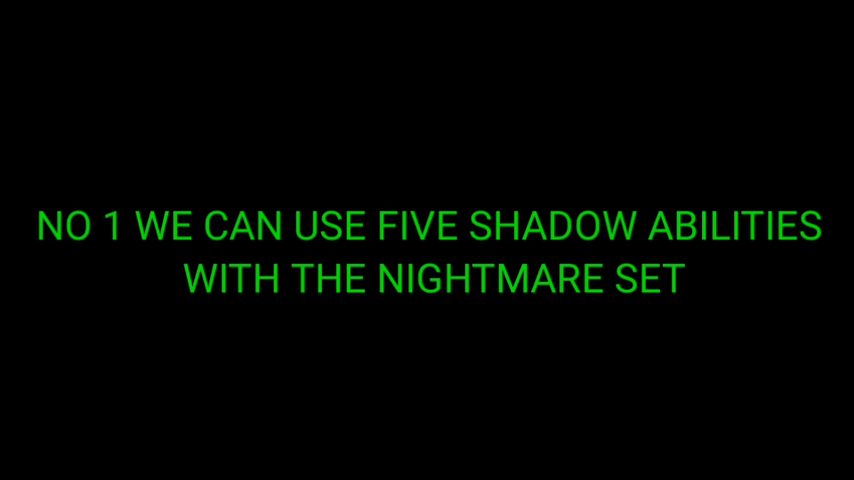 NO 1 WE CAN USE FIVE SHADOW ABILITIES
WITH THE NIGHTMARE SET